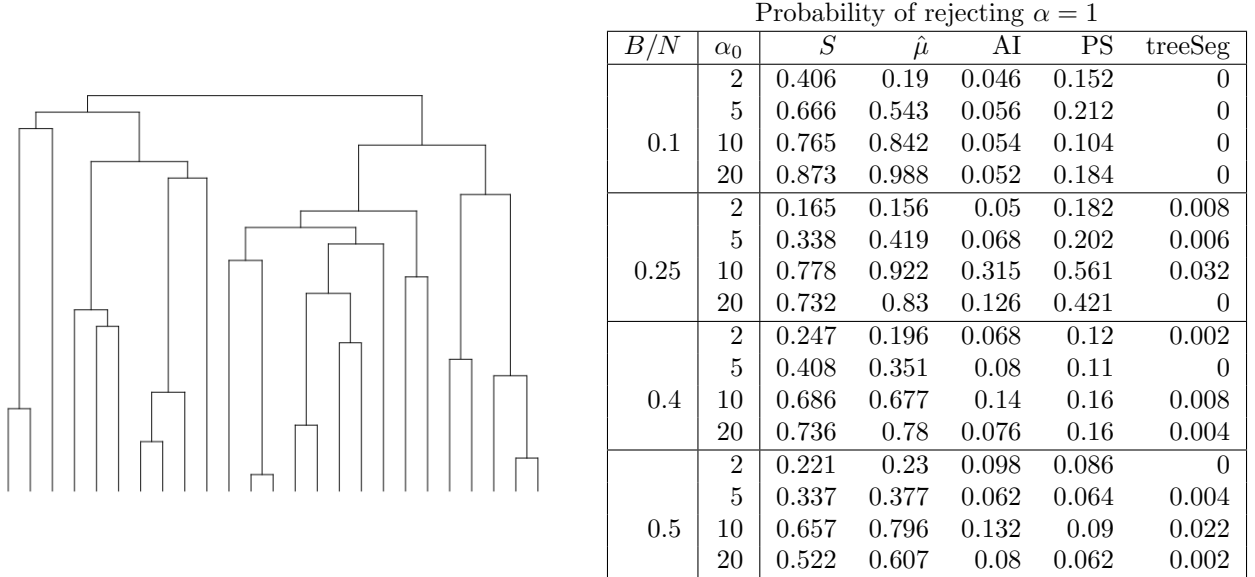 Probability of rejecting α = 1
B/N α₀ S μ̂ AI PS treeSeg
2 0.406 0.19 0.046 0.152 0
5 0.666 0.543 0.056 0.212 0
0.1 10 0.765 0.842 0.054 0.104 0
20 0.873 0.988 0.052 0.184 0
2 0.165 0.156 0.05 0.182 0.008
5 0.338 0.419 0.068 0.202 0.006
0.25 10 0.778 0.922 0.315 0.561 0.032
20 0.732 0.83 0.126 0.421 0
2 0.247 0.196 0.068 0.12 0.002
5 0.408 0.351 0.08 0.11 0
0.4 10 0.686 0.677 0.14 0.16 0.008
20 0.736 0.78 0.076 0.16 0.004
2 0.221 0.23 0.098 0.086 0
5 0.337 0.377 0.062 0.064 0.004
0.5 10 0.657 0.796 0.132 0.09 0.022
20 0.522 0.607 0.08 0.062 0.002